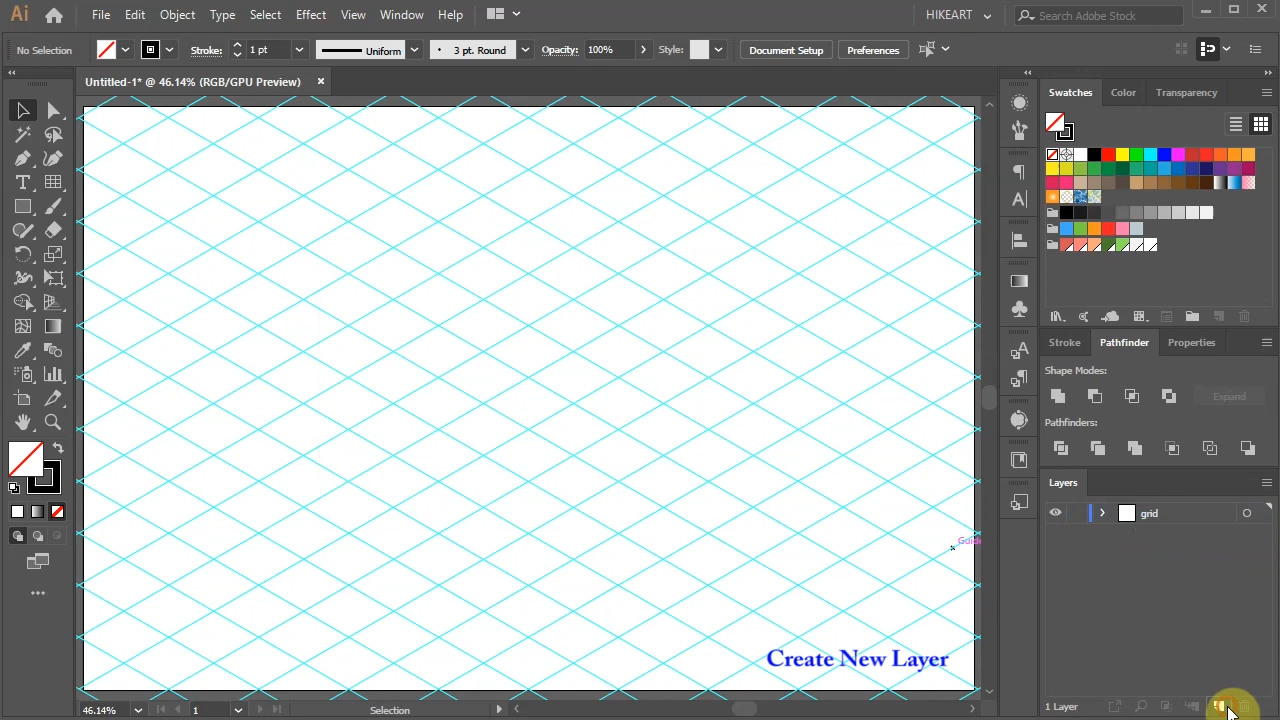 Ai File Edit Object Type Select Effect View Window Help HIKEART Search Adobe Stock
No Selection Stroke: 1 pt Uniform 3 pt. Round Opacity: 100% Style: Document Setup Preferences
Untitled-1* @ 46.14% (RGB/GPU Preview) ×
Swatches Color Transparency
Stroke Pathfinder Properties
Shape Modes:
Expand
Pathfinders:
Layers
grid
Create New Layer
1 Layer
46.14% 1 Selection